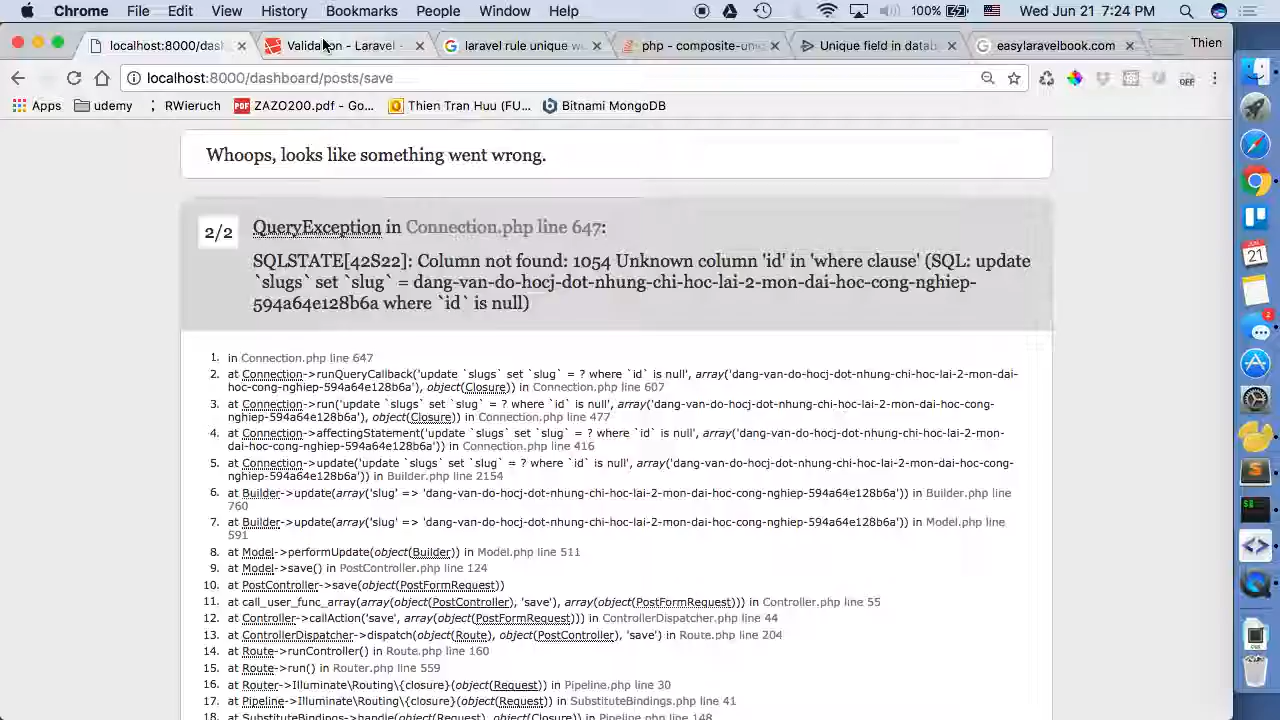 Chrome File Edit View History Bookmarks People Window Help 100% Wed Jun 21 7:24 PM
localhost:8000/das Validation - Laravel - laravel rule unique w php - composite-un Unique field in datab easylaravelbook.com Thien
localhost:8000/dashboard/posts/save
Apps udemy RWieruch PDF ZAZO200.pdf - Go... Thien Tran Huu (FU... Bitnami MongoDB OFF
Whoops, looks like something went wrong.
2/2 QueryException in Connection.php line 647:
SQLSTATE[42S22]: Column not found: 1054 Unknown column 'id' in 'where clause' (SQL: update
`slugs` set `slug` = dang-van-do-hocj-dot-nhung-chi-hoc-lai-2-mon-dai-hoc-cong-nghiep-
594a64e128b6a where `id` is null)
1. in Connection.php line 647
2. at Connection->runQueryCallback('update `slugs` set `slug` = ? where `id` is null', array('dang-van-do-hocj-dot-nhung-chi-hoc-lai-2-mon-dai-
hoc-cong-nghiep-594a64e128b6a'), object(Closure)) in Connection.php line 607
3. at Connection->run('update `slugs` set `slug` = ? where `id` is null', array('dang-van-do-hocj-dot-nhung-chi-hoc-lai-2-mon-dai-hoc-cong-
nghiep-594a64e128b6a'), object(Closure)) in Connection.php line 477
4. at Connection->affectingStatement('update `slugs` set `slug` = ? where `id` is null', array('dang-van-do-hocj-dot-nhung-chi-hoc-lai-2-mon-
dai-hoc-cong-nghiep-594a64e128b6a')) in Connection.php line 416
5. at Connection->update('update `slugs` set `slug` = ? where `id` is null', array('dang-van-do-hocj-dot-nhung-chi-hoc-lai-2-mon-dai-hoc-cong-
nghiep-594a64e128b6a')) in Builder.php line 2154
6. at Builder->update(array('slug' => 'dang-van-do-hocj-dot-nhung-chi-hoc-lai-2-mon-dai-hoc-cong-nghiep-594a64e128b6a')) in Builder.php line
760
7. at Builder->update(array('slug' => 'dang-van-do-hocj-dot-nhung-chi-hoc-lai-2-mon-dai-hoc-cong-nghiep-594a64e128b6a')) in Model.php line
591
8. at Model->performUpdate(object(Builder)) in Model.php line 511
9. at Model->save() in PostController.php line 124
10. at PostController->save(object(PostFormRequest))
11. at call_user_func_array(array(object(PostController), 'save'), array(object(PostFormRequest))) in Controller.php line 55
12. at Controller->callAction('save', array(object(PostFormRequest))) in ControllerDispatcher.php line 44
13. at ControllerDispatcher->dispatch(object(Route), object(PostController), 'save') in Route.php line 204
14. at Route->runController() in Route.php line 160
15. at Route->run() in Router.php line 559
16. at Router->Illuminate\Routing\{closure}(object(Request)) in Pipeline.php line 30
17. at Pipeline->Illuminate\Routing\{closure}(object(Request)) in SubstituteBindings.php line 41
18. at SubstituteBindings->handle(object(Request), object(Closure)) in Pipeline.php line 148